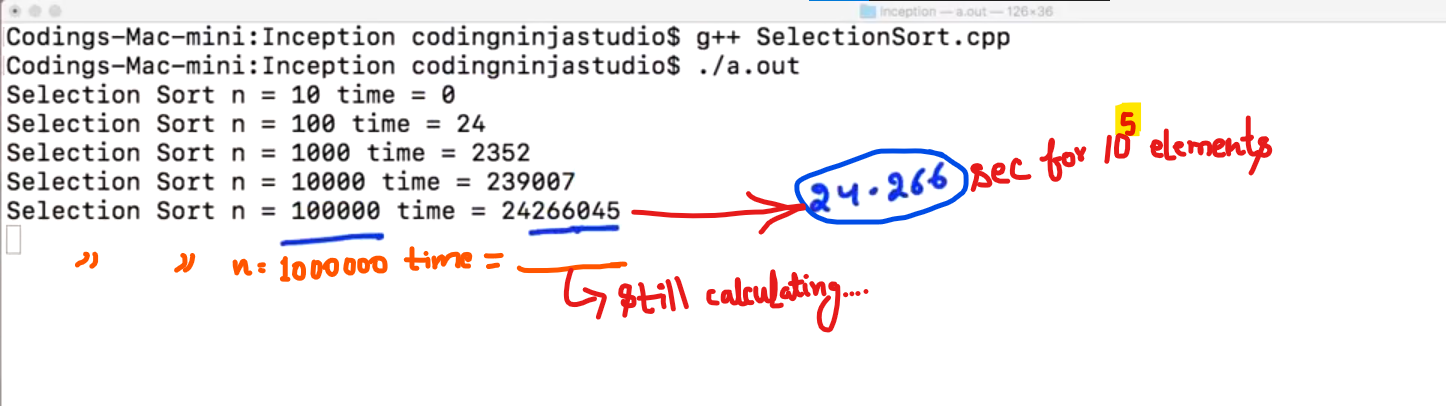 Inception — a.out — 126×36
Codings-Mac-mini:Inception codingninjastudio$ g++ SelectionSort.cpp
Codings-Mac-mini:Inception codingninjastudio$ ./a.out
Selection Sort n = 10 time = 0
Selection Sort n = 100 time = 24
Selection Sort n = 1000 time = 2352
Selection Sort n = 10000 time = 239007
Selection Sort n = 100000 time = 24266045
24.266 sec for 10⁵ elements
" " n = 1000000 time =
Still calculating....